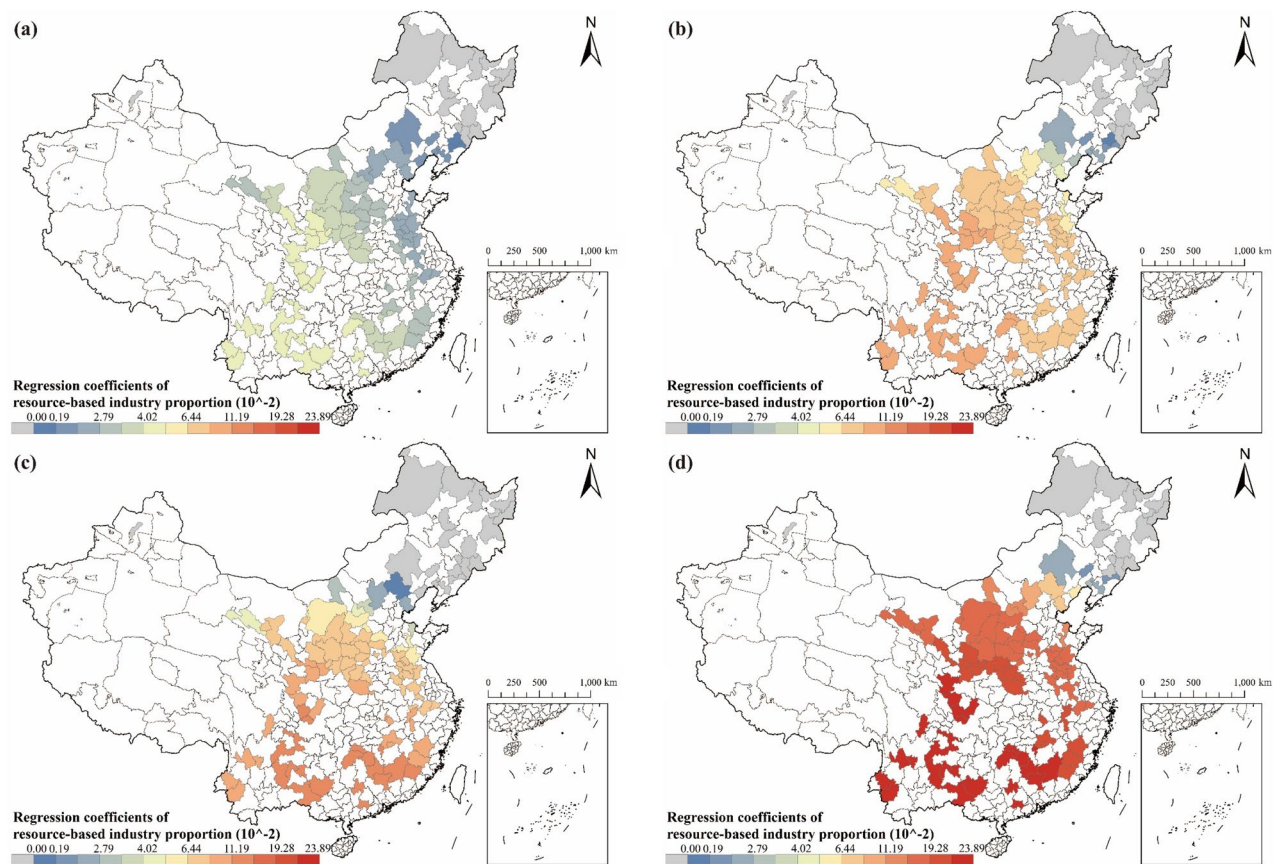 (a)
N
0 500 1,000 km
Regression coefficients of
resource-based industry proportion (10^-2)
0.00 0.19 2.79 4.02 6.44 11.19 19.28 23.89
(b)
N
0 500 1,000 km
Regression coefficients of
resource-based industry proportion (10^-2)
0.00 0.19 2.79 4.02 6.44 11.19 19.28 23.89
(c)
N
0 500 1,000 km
Regression coefficients of
resource-based industry proportion (10^-2)
0.00 0.19 2.79 4.02 6.44 11.19 19.28 23.89
(d)
N
0 500 1,000 km
Regression coefficients of
resource-based industry proportion (10^-2)
0.00 0.19 2.79 4.02 6.44 11.19 19.28 23.89